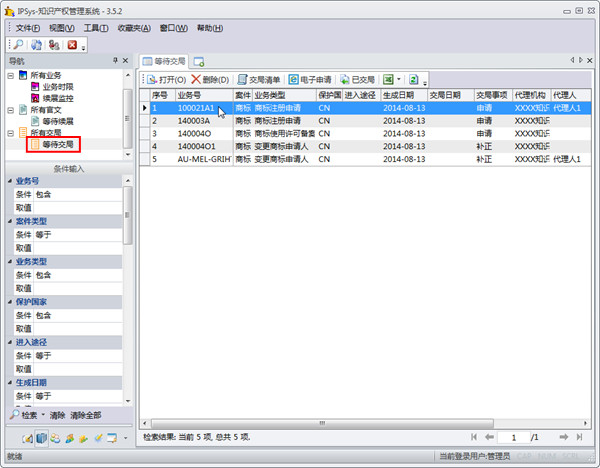 IPSys-知识产权管理系统 - 3.5.2
文件(F) 视图(V) 工具(T) 收藏夹(A) 窗口(W) 帮助(H)
导航
所有业务
业务时限
续展监控
所有官文
等待续展
所有交局
等待交局
条件输入
业务号
条件 包含
取值
案件类型
条件 等于
取值
业务类型
条件 包含
取值
保护国家
条件 包含
取值
进入途径
条件 等于
取值
生成日期
条件 等于
取值
检索 清除 清除全部
等待交局
打开(O) 删除(D) 交局清单 电子申请 已交局
序号 业务号 案件 业务类型 保护国 进入途径 生成日期 交局日期 交局事项 代理机构 代理人
1 100021A1 商标 商标注册申请 CN 2014-08-13 申请 XXXX知识 代理人1
2 140003A 商标 商标注册申请 CN 2014-08-13 申请 XXXX知识
3 140004O 商标 商标使用许可备案 CN 2014-08-13 申请 XXXX知识
4 140004O1 商标 变更商标申请人 CN 2014-08-13 补正 XXXX知识
5 AU-MEL-GRIH 商标 变更商标申请人 CN 2014-08-13 补正 XXXX知识 代理人1
检索结果: 当前 5 项, 总共 5 项.
1 /1
就绪
当前登录用户:管理员 CAP NUM SCRL